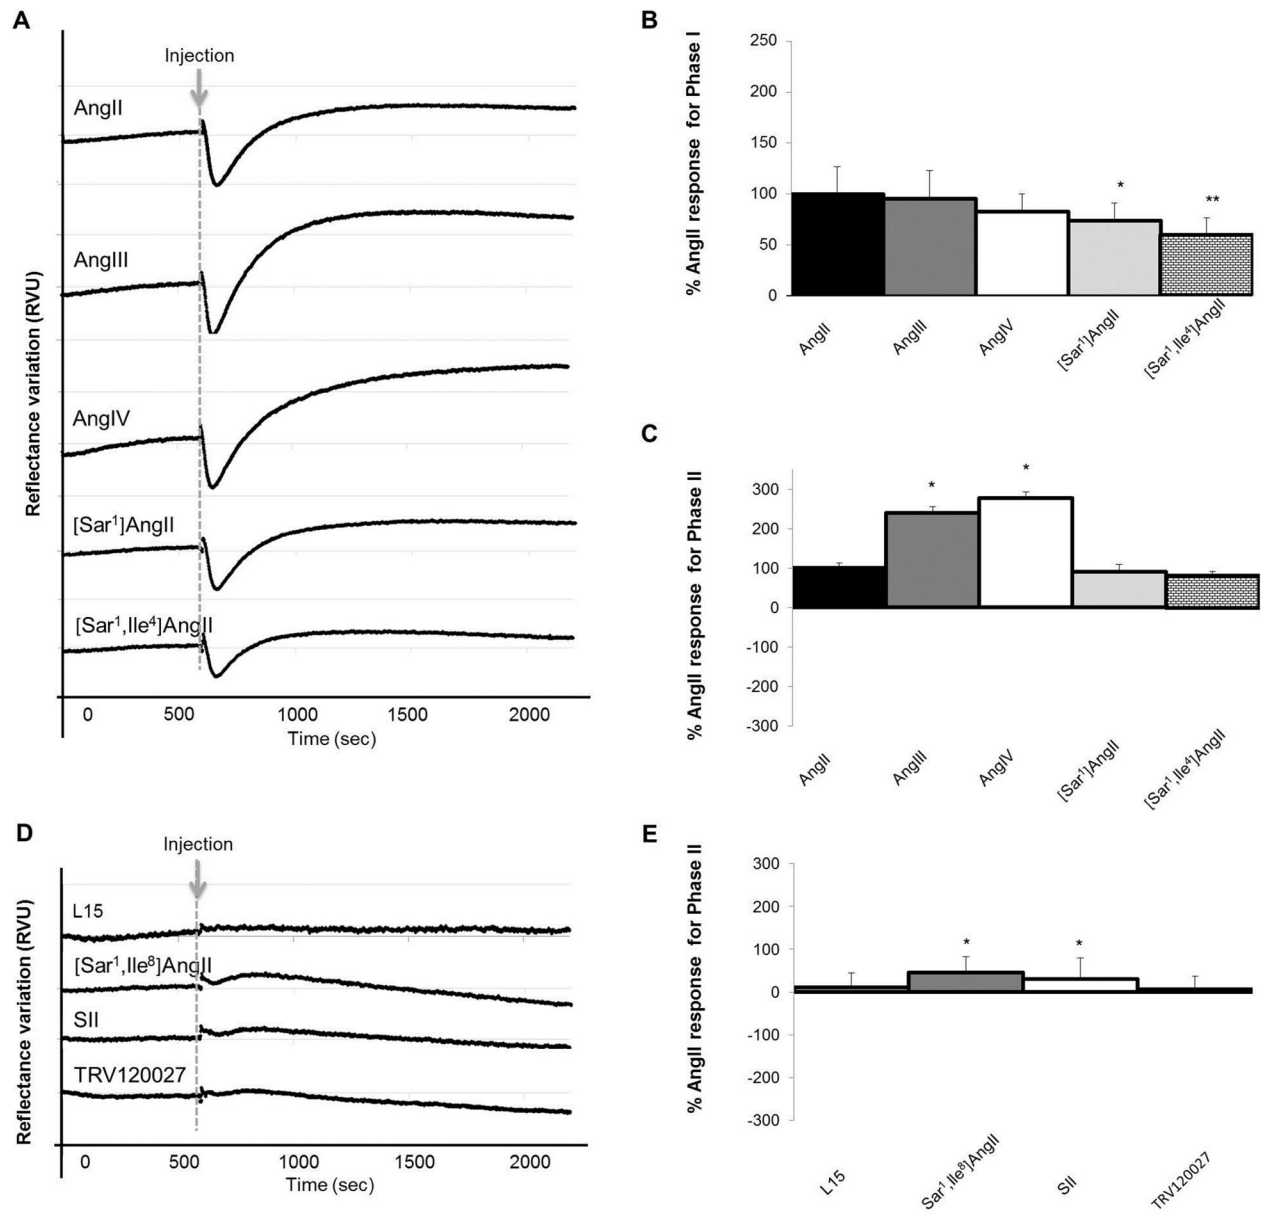 A
Injection
AngII
AngIII
AngIV
[Sar¹]AngII
[Sar¹,Ile⁴]AngII
Reflectance variation (RVU)
0 500 1000 1500 2000
Time (sec)
B
% AngII response for Phase I
250
200
150
100
50
0
*
**
AngII
AngIII
AngIV
[Sar¹]AngII
[Sar¹,Ile⁴]AngII
C
% AngII response for Phase II
300
200
100
0
-100
-200
-300
*
*
AngII
AngIII
AngIV
[Sar¹]AngII
[Sar¹,Ile⁴]AngII
D
Injection
L15
[Sar¹,Ile⁸]AngII
SII
TRV120027
Reflectance variation (RVU)
0 500 1000 1500 2000
Time (sec)
E
% AngII response for Phase II
300
200
100
0
-100
-200
-300
*
*
L15
Sar¹,Ile⁸]AngII
SII
TRV120027